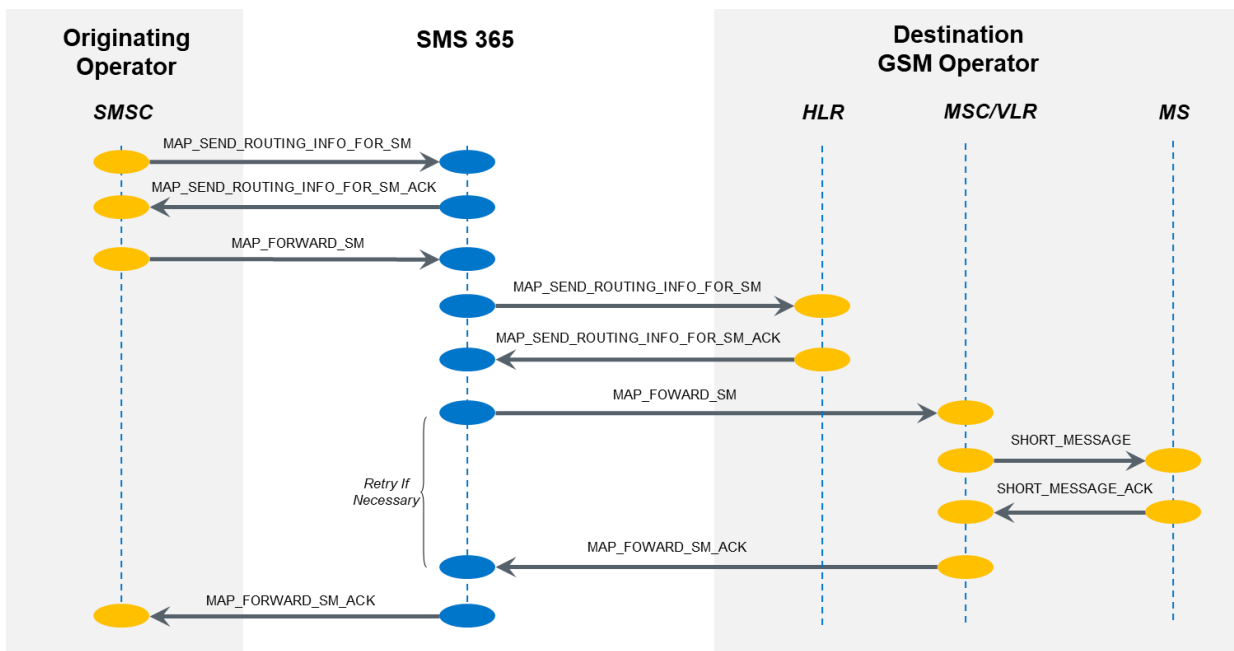 Originating
Operator
SMS 365
Destination
GSM Operator
SMSC
HLR
MSC/VLR
MS
MAP_SEND_ROUTING_INFO_FOR_SM
MAP_SEND_ROUTING_INFO_FOR_SM_ACK
MAP_FORWARD_SM
MAP_SEND_ROUTING_INFO_FOR_SM
MAP_SEND_ROUTING_INFO_FOR_SM_ACK
MAP_FOWARD_SM
SHORT_MESSAGE
Retry If
Necessary
SHORT_MESSAGE_ACK
MAP_FOWARD_SM_ACK
MAP_FORWARD_SM_ACK